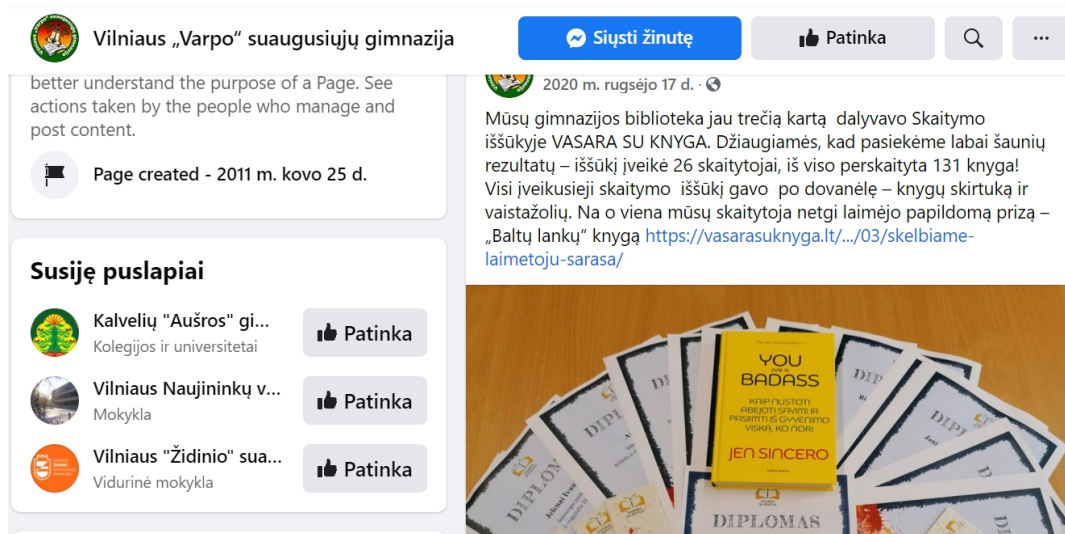 Vilniaus „Varpo“ suaugusiųjų gimnazija
Siųsti žinutę
Patinka
better understand the purpose of a Page. See
actions taken by the people who manage and
post content.
Page created - 2011 m. kovo 25 d.
Susiję puslapiai
Kalvelių "Aušros" gi...
Kolegijos ir universitetai
Patinka
Vilniaus Naujininkų v...
Mokykla
Patinka
Vilniaus "Židinio" sua...
Vidurinė mokykla
Patinka
2020 m. rugsėjo 17 d. ·
Mūsų gimnazijos biblioteka jau trečią kartą dalyvavo Skaitymo
iššūkyje VASARA SU KNYGA. Džiaugiamės, kad pasiekėme labai šaunių
rezultatų – iššūkį įveikė 26 skaitytojai, iš viso perskaityta 131 knyga!
Visi įveikusieji skaitymo iššūkį gavo po dovanėlę – knygų skirtuką ir
vaistažolių. Na o viena mūsų skaitytoja netgi laimėjo papildomą prizą –
„Baltų lankų“ knygą https://vasarasuknyga.lt/.../03/skelbiame-
laimetoju-sarasa/
YOU
BADASS
KAIP NUSTOTI
ABEJOTI SAVIMI IR
PASIIMTI IŠ GYVENIMO
VISKĄ, KO NORI
JEN SINCERO
DIPLOMAS